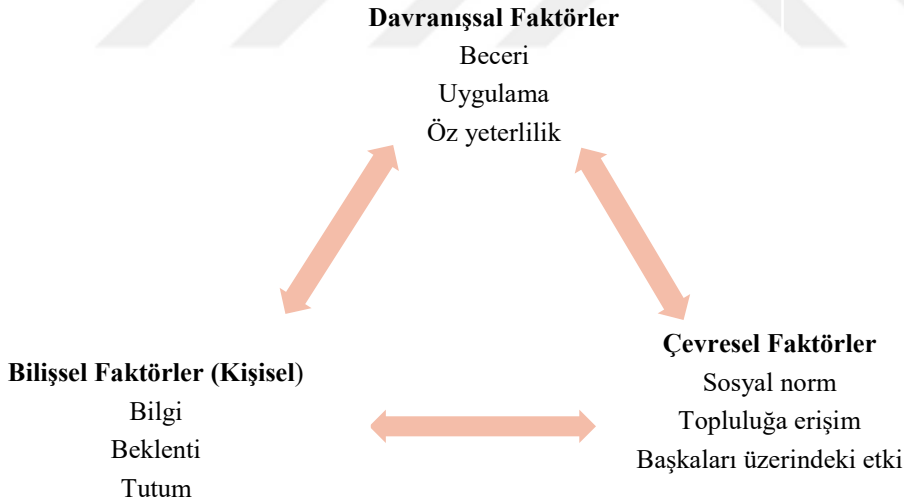 Davranışsal Faktörler
Beceri
Uygulama
Öz yeterlilik
Bilişsel Faktörler (Kişisel)
Bilgi
Beklenti
Tutum
Çevresel Faktörler
Sosyal norm
Topluluğa erişim
Başkaları üzerindeki etki